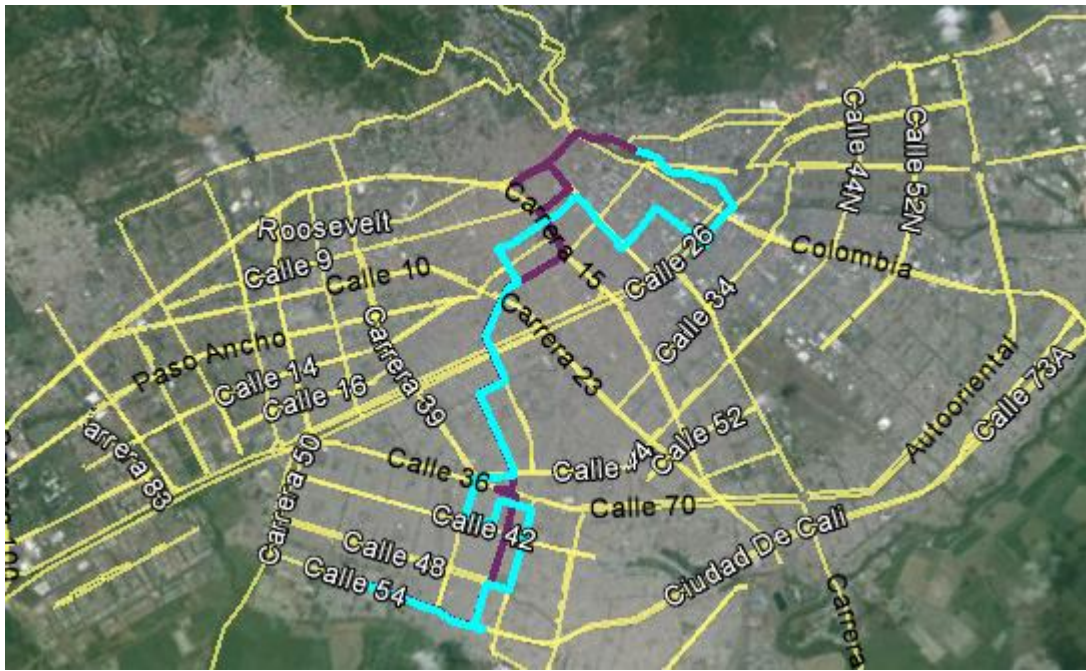 Calle 44N
Calle 52N
Roosevelt
Carrera 15
Calle 26
Colombia
Calle 9
Calle 10
Calle 34
Carrera 23
Paso Ancho
Carrera 39
Calle 14
Calle 16
Autooriental
Calle 73A
arrera 83
Carrera 50
Calle 36
Calle 44
Calle 52
Calle 70
Calle 42
Ciudad De Cali
Calle 48
Calle 54
Carrera